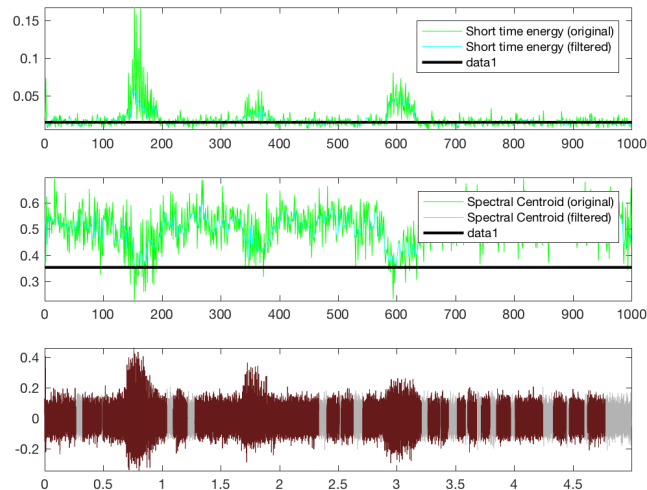 0.15
0.1
0.05
Short time energy (original)
Short time energy (filtered)
data1
0 100 200 300 400 500 600 700 800 900 1000
0.6
0.5
0.4
0.3
Spectral Centroid (original)
Spectral Centroid (filtered)
data1
0 100 200 300 400 500 600 700 800 900 1000
0.4
0.2
0
-0.2
0 0.5 1 1.5 2 2.5 3 3.5 4 4.5